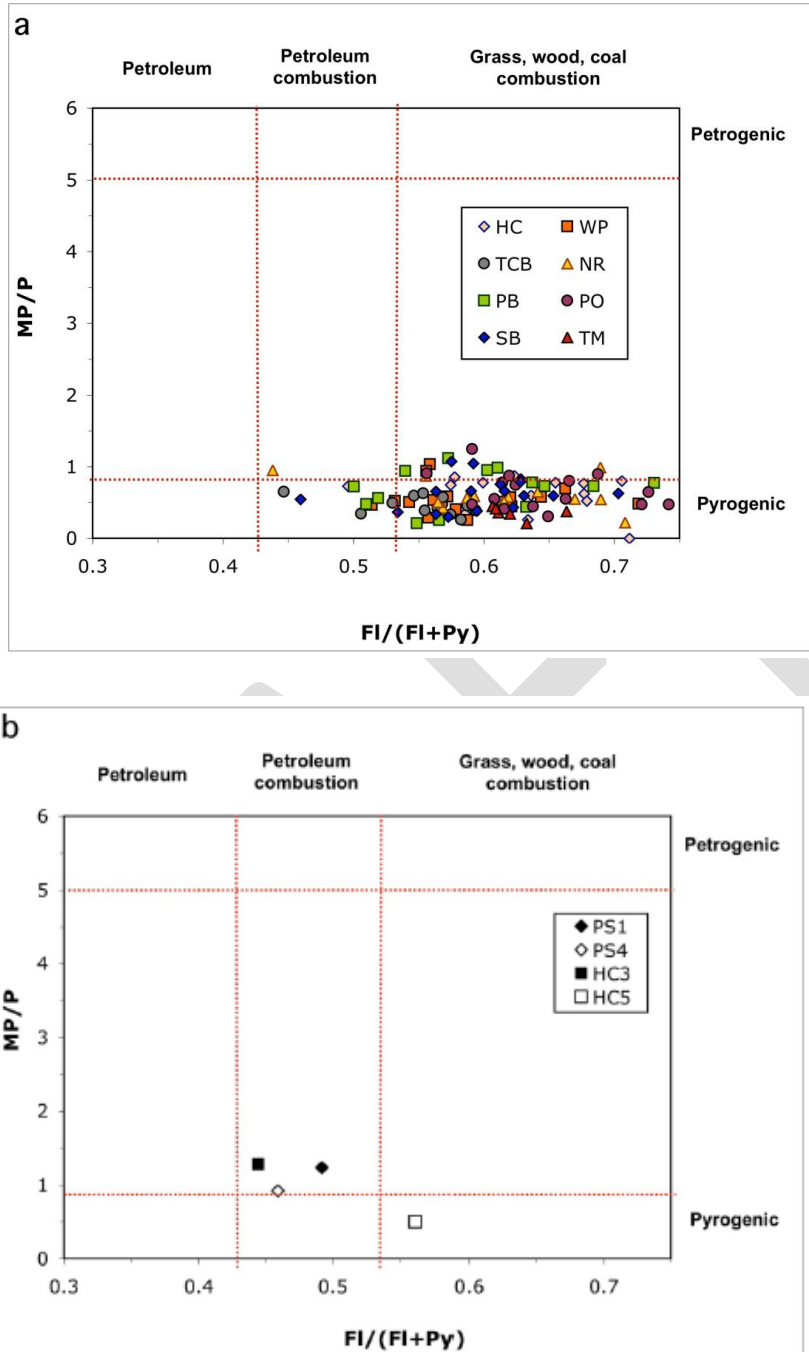 a
Petroleum
Petroleum combustion
Grass, wood, coal combustion
6
5
4
3
2
1
0
MP/P
Petrogenic
Pyrogenic
HC WP
TCB NR
PB PO
SB TM
0.3 0.4 0.5 0.6 0.7
Fl/(Fl+Py)
b
Petroleum
Petroleum combustion
Grass, wood, coal combustion
6
5
4
3
2
1
0
MP/P
Petrogenic
Pyrogenic
PS1
PS4
HC3
HC5
0.3 0.4 0.5 0.6 0.7
Fl/(Fl+Py)